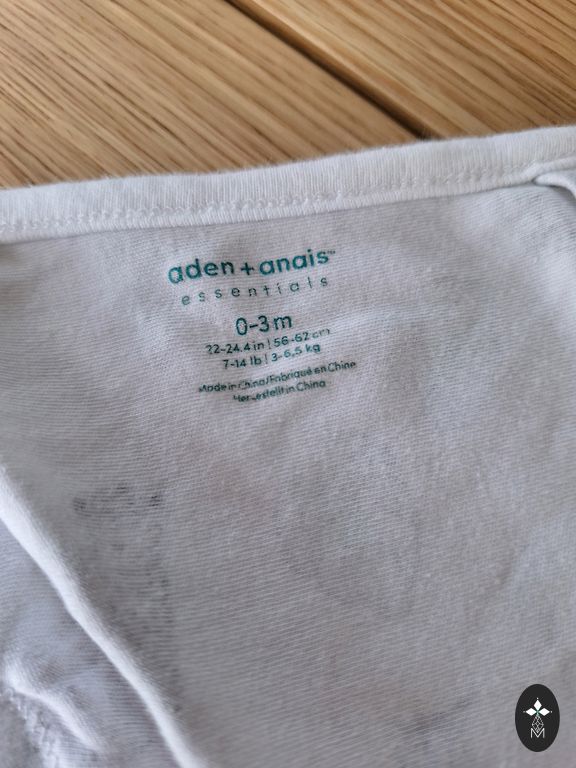 aden + anais™
essentials
0-3 m
22-24.4 in | 56-62 cm
7-14 lb | 3-6,5 kg
Made in China/Fabriqué en Chine
Hergestellt in China
M